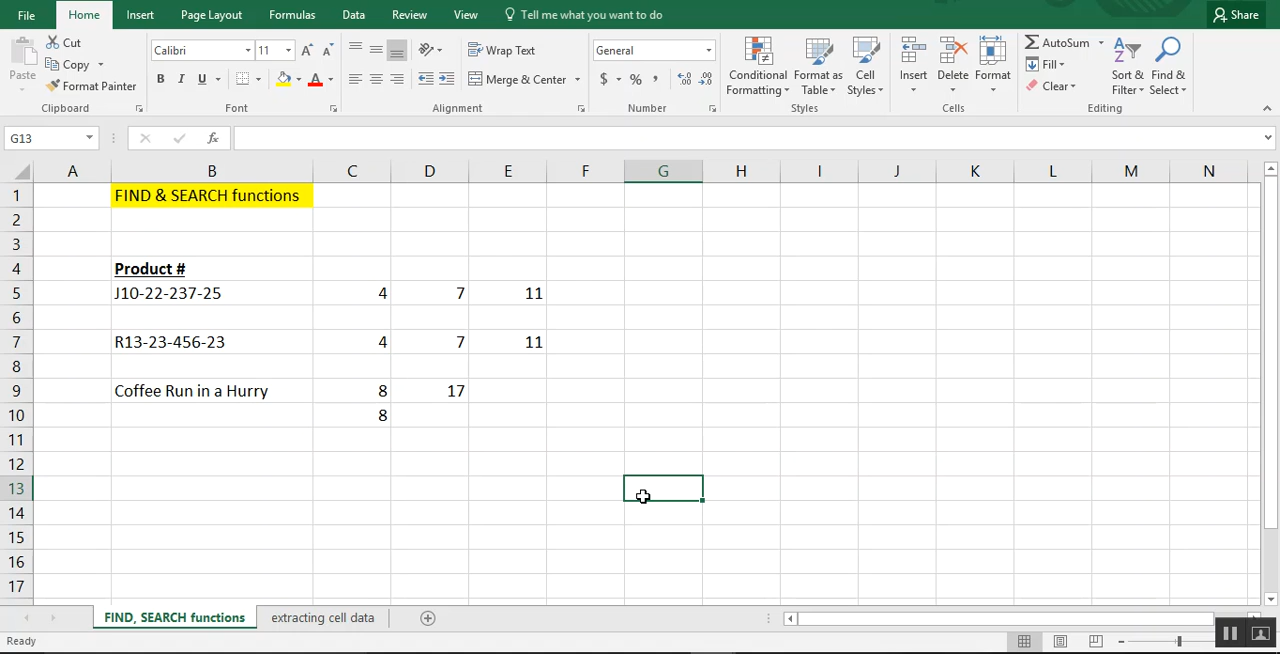 File Home Insert Page Layout Formulas Data Review View Tell me what you want to do Share
Paste Cut Copy Format Painter Clipboard
Calibri 11 A A B I U A Font
Wrap Text Merge & Center Alignment
General $ % , .00 Number
Conditional Formatting Format as Table Cell Styles Styles
Insert Delete Format Cells
AutoSum Fill Clear Sort & Filter Find & Select Editing
G13 fx
A B C D E F G H I J K L M N
1 FIND & SEARCH functions
2
3
4 Product #
5 J10-22-237-25 4 7 11
6
7 R13-23-456-23 4 7 11
8
9 Coffee Run in a Hurry 8 17
10 8
11
12
13
14
15
16
17
FIND, SEARCH functions extracting cell data
Ready